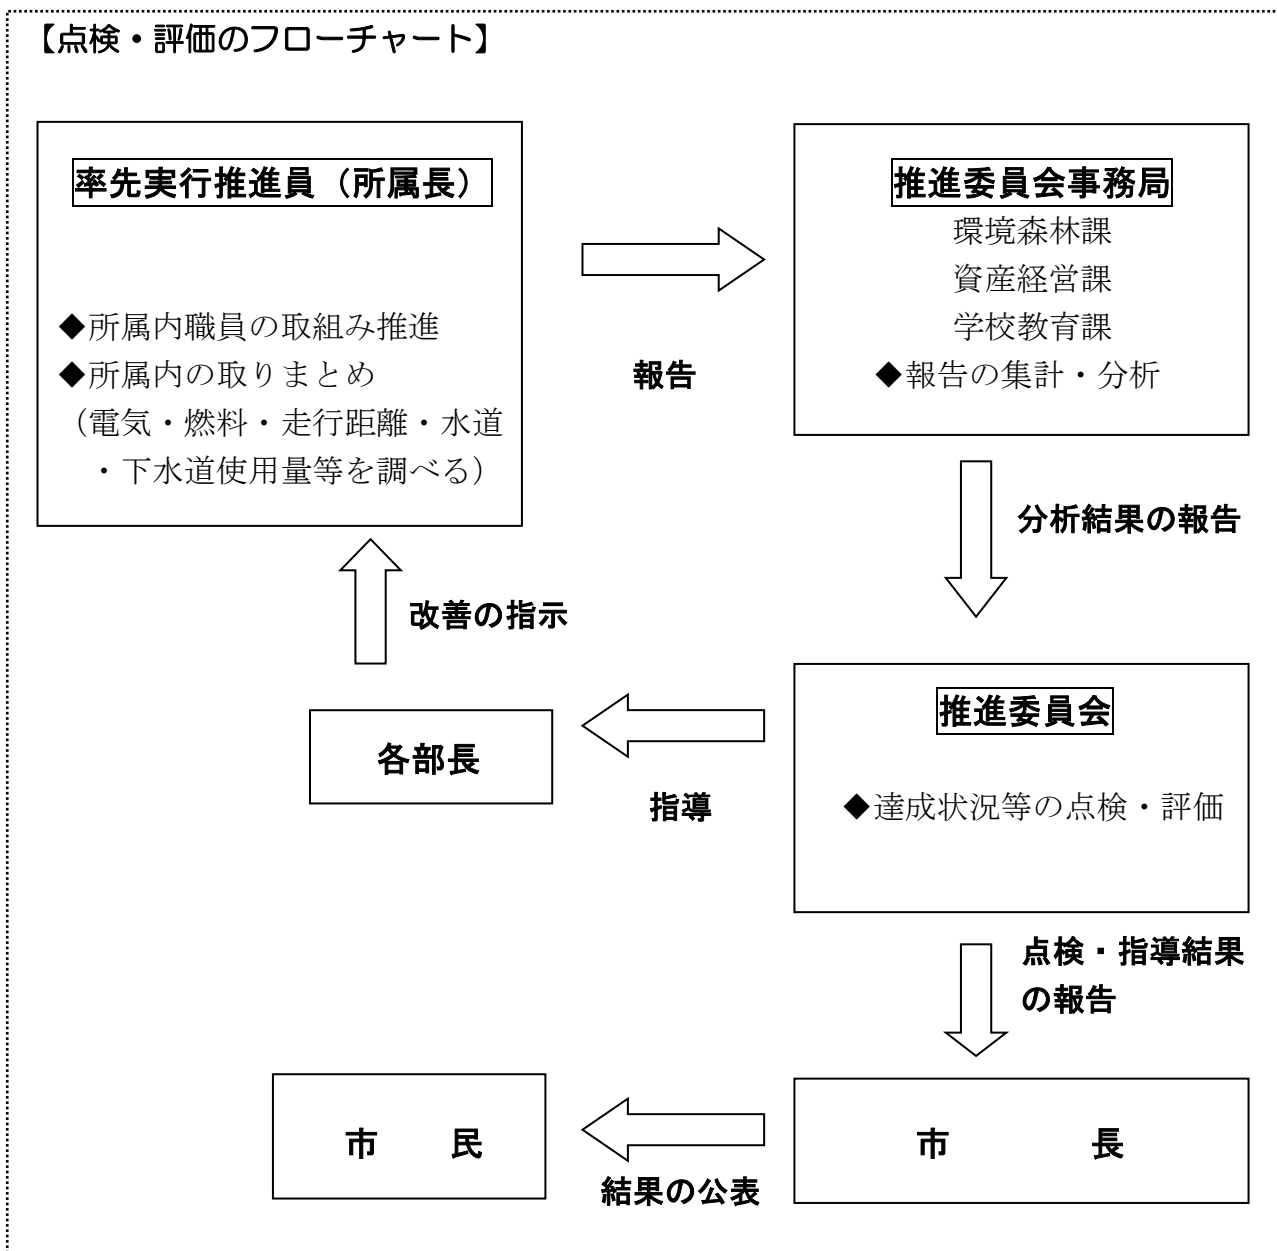 【点検・評価のフローチャート】
率先実行推進員（所属長）
◆所属内職員の取組み推進
◆所属内の取りまとめ
（電気・燃料・走行距離・水道
・下水道使用量等を調べる）
報告
推進委員会事務局
環境森林課
資産経営課
学校教育課
◆報告の集計・分析
分析結果の報告
改善の指示
各部長
指導
推進委員会
◆達成状況等の点検・評価
点検・指導結果
の報告
市　　民
結果の公表
市　　　　長